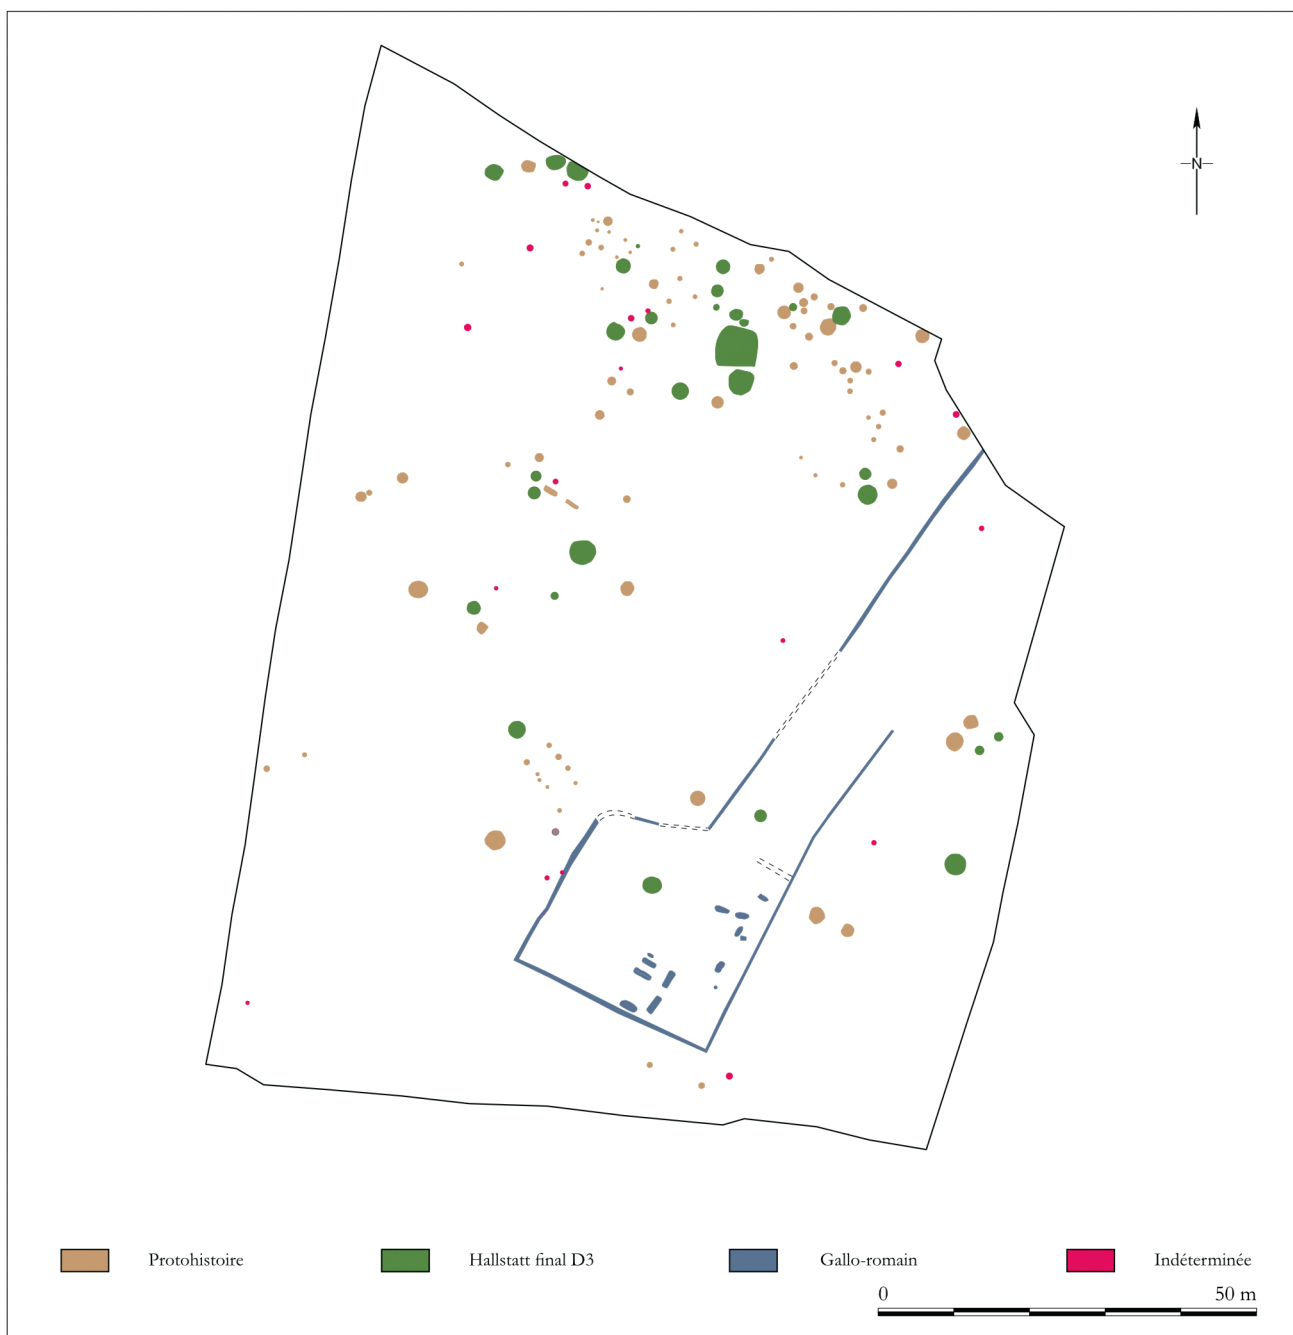 N
Protohistoire
Hallstatt final D3
Gallo-romain
Indéterminée
0 50 m